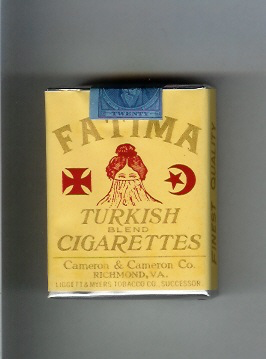 TWENTY
FATIMA
TURKISH
BLEND
CIGARETTES
Cameron & Cameron Co.
RICHMOND, VA.
LIGGETT & MYERS TOBACCO CO. SUCCESSOR
FINEST QUALITY